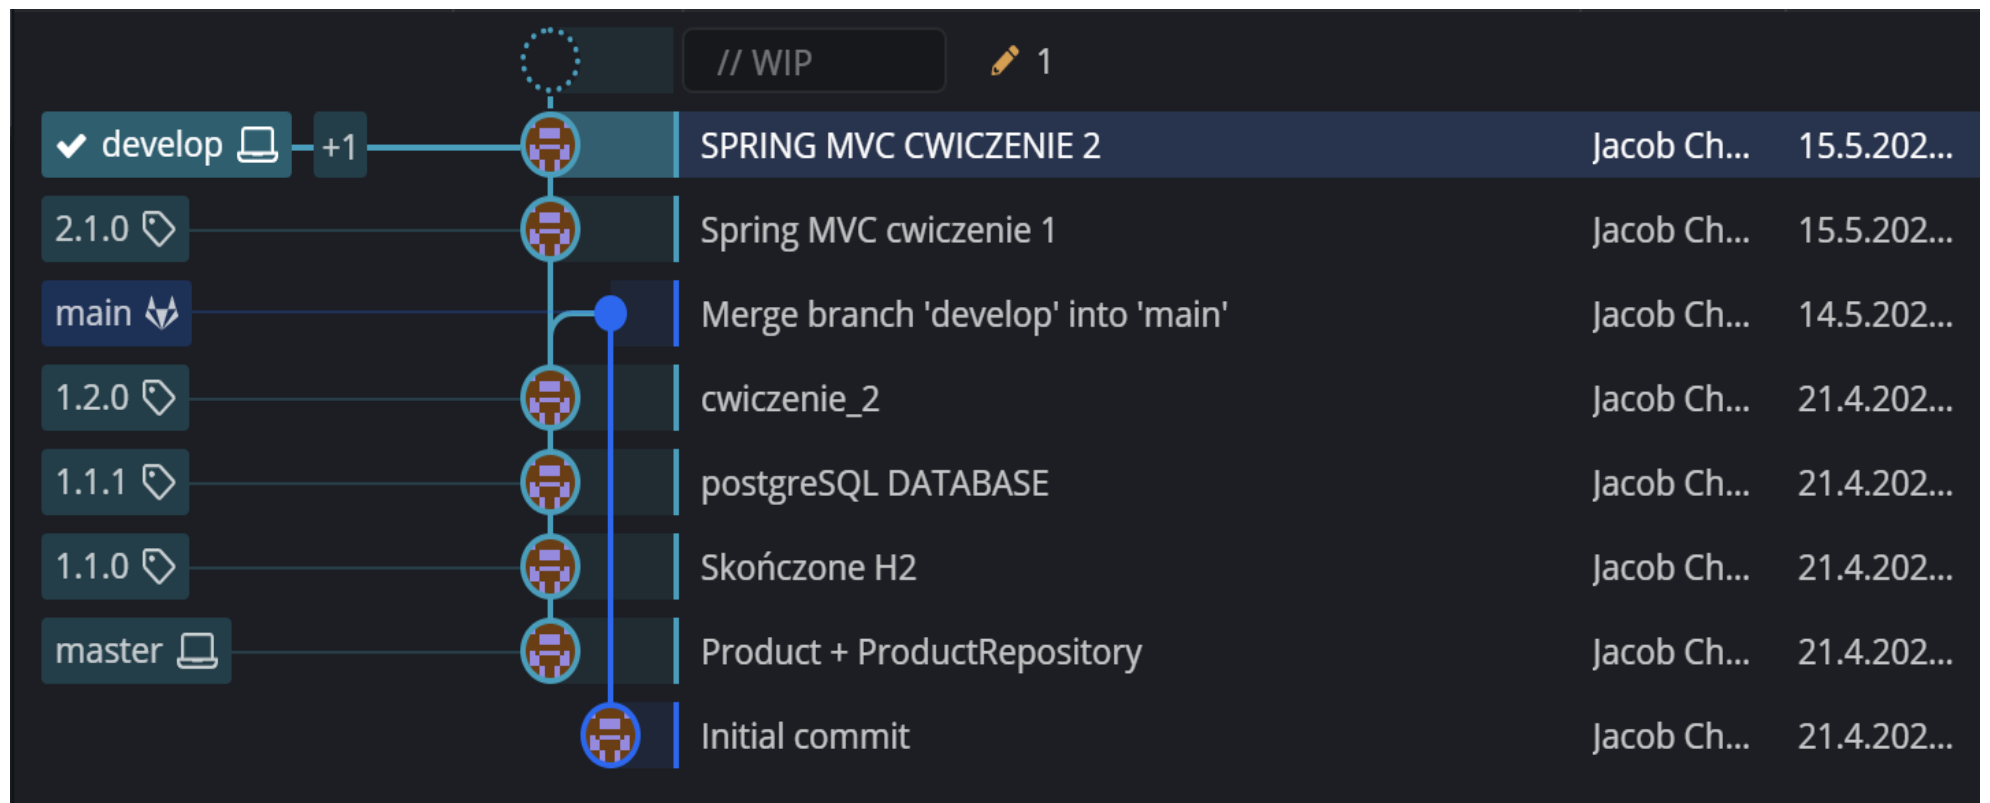 // WIP 1
develop +1 SPRING MVC CWICZENIE 2 Jacob Ch... 15.5.202...
2.1.0 Spring MVC cwiczenie 1 Jacob Ch... 15.5.202...
main Merge branch 'develop' into 'main' Jacob Ch... 14.5.202...
1.2.0 cwiczenie_2 Jacob Ch... 21.4.202...
1.1.1 postgreSQL DATABASE Jacob Ch... 21.4.202...
1.1.0 Skończone H2 Jacob Ch... 21.4.202...
master Product + ProductRepository Jacob Ch... 21.4.202...
Initial commit Jacob Ch... 21.4.202...